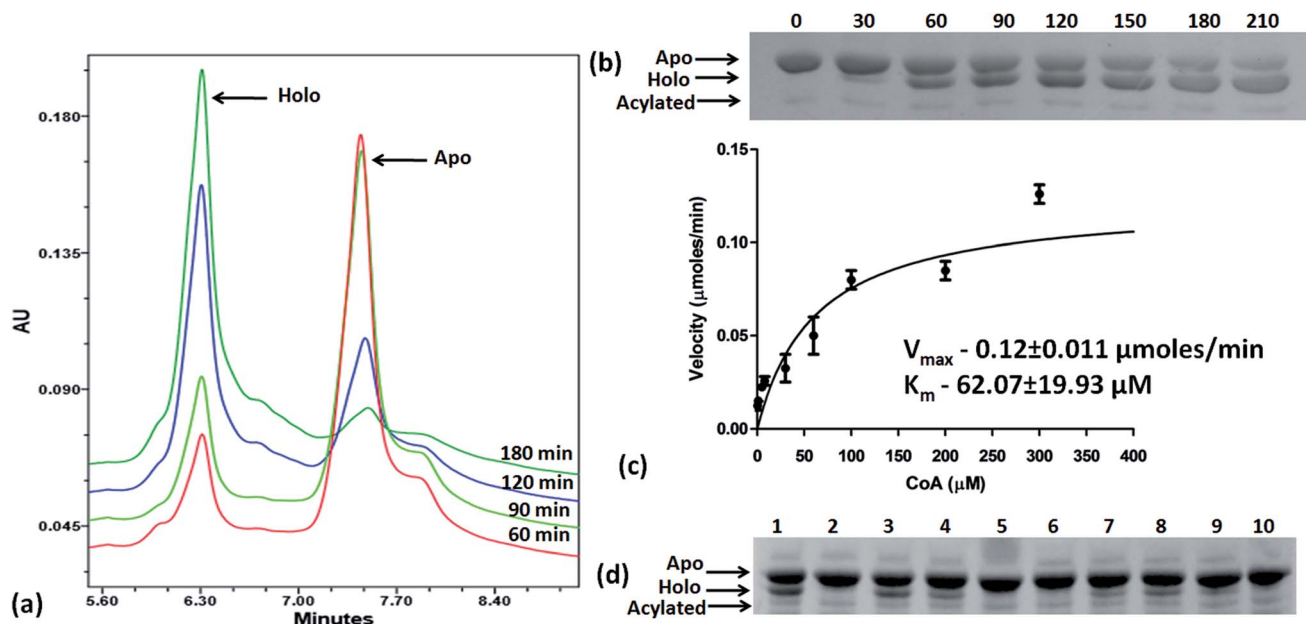 0.180
0.135
0.090
0.045
AU
Holo
Apo
180 min
120 min
90 min
60 min
5.60 6.30 7.00 7.70 8.40
Minutes
(a)
0 30 60 90 120 150 180 210
(b)
Apo
Holo
Acylated
0.15
0.10
0.05
0.00
Velocity (μmoles/min)
Vmax - 0.12±0.011 μmoles/min
Km - 62.07±19.93 μM
0 50 100 150 200 250 300 350 400
CoA (μM)
(c)
1 2 3 4 5 6 7 8 9 10
Apo
Holo
Acylated
(d)